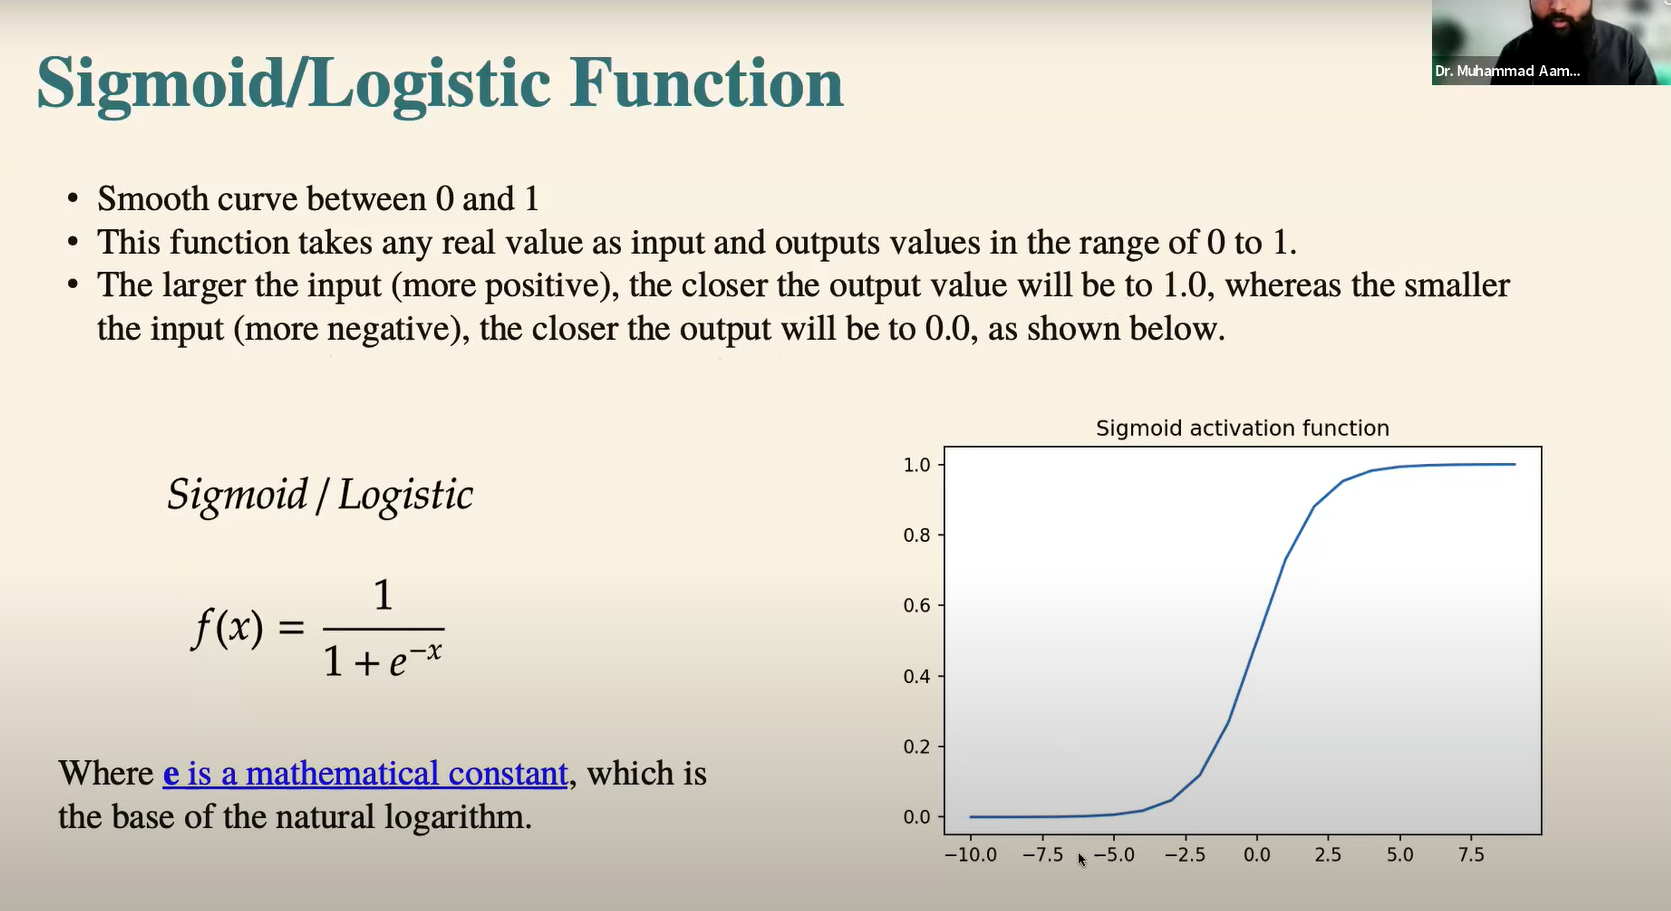 Sigmoid/Logistic Function
Dr. Muhammad Aam...
• Smooth curve between 0 and 1
• This function takes any real value as input and outputs values in the range of 0 to 1.
• The larger the input (more positive), the closer the output value will be to 1.0, whereas the smaller
the input (more negative), the closer the output will be to 0.0, as shown below.
Sigmoid / Logistic
f(x) = 1 / (1 + e^−x)
Where e is a mathematical constant, which is
the base of the natural logarithm.
Sigmoid activation function
1.0
0.8
0.6
0.4
0.2
0.0
−10.0 −7.5 −5.0 −2.5 0.0 2.5 5.0 7.5